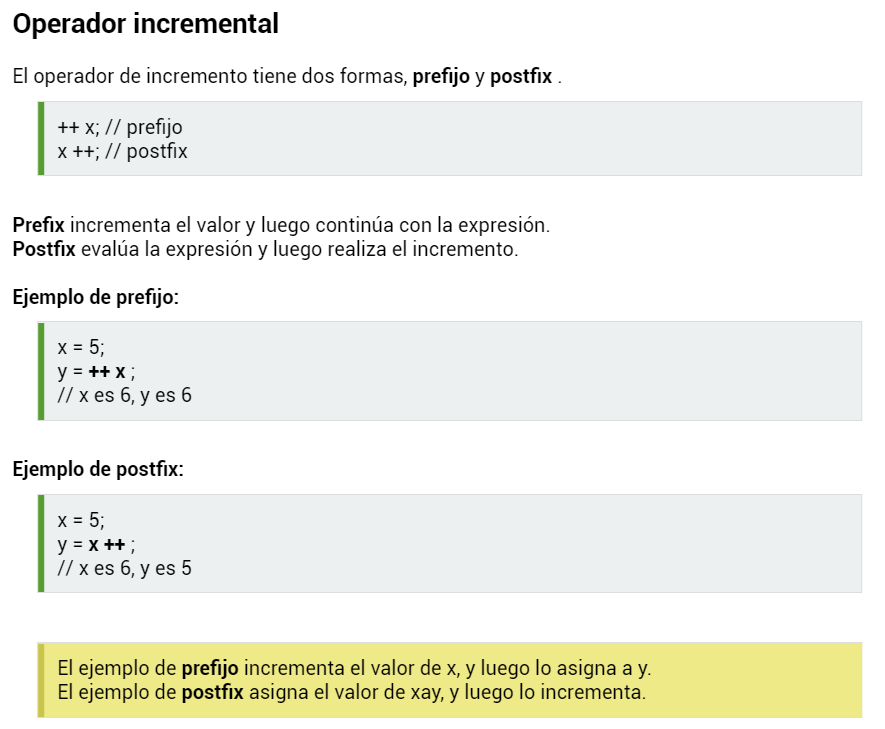 Operador incremental
El operador de incremento tiene dos formas, prefijo y postfix .
++ x; // prefijo
x ++; // postfix
Prefix incrementa el valor y luego continúa con la expresión.
Postfix evalúa la expresión y luego realiza el incremento.
Ejemplo de prefijo:
x = 5;
y = ++ x ;
// x es 6, y es 6
Ejemplo de postfix:
x = 5;
y = x ++ ;
// x es 6, y es 5
El ejemplo de prefijo incrementa el valor de x, y luego lo asigna a y.
El ejemplo de postfix asigna el valor de xay, y luego lo incrementa.